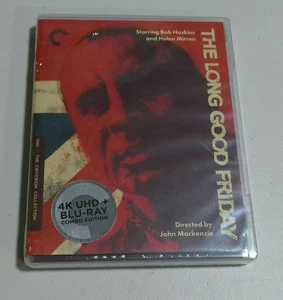 Starring Bob Hoskins
and Helen Mirren
THE LONG GOOD FRIDAY
THE CRITERION COLLECTION
4K UHD +
BLU-RAY
COMBO EDITION
Directed by
John Mackenzie